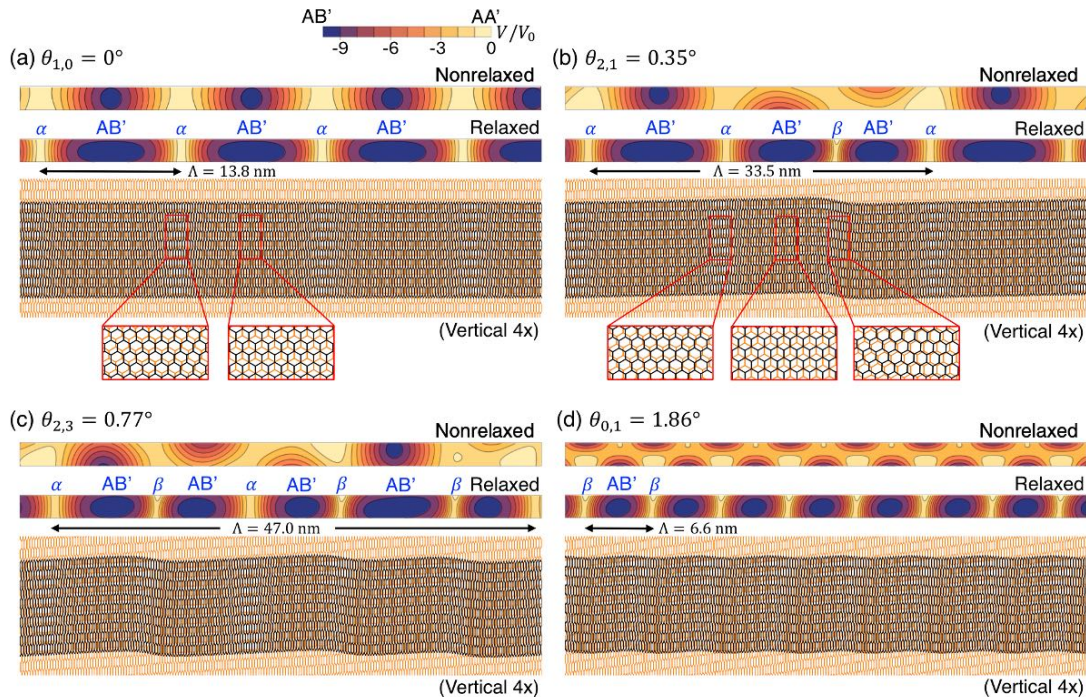 AB' AA'
-9 -6 -3 0 V/V₀
(a) θ₁,₀ = 0°
Nonrelaxed
α AB' α AB' α AB' Relaxed
Λ = 13.8 nm
(Vertical 4x)
(b) θ₂,₁ = 0.35°
Nonrelaxed
α AB' α AB' β AB' α Relaxed
Λ = 33.5 nm
(Vertical 4x)
(c) θ₂,₃ = 0.77°
Nonrelaxed
α AB' β AB' α AB' β AB' β Relaxed
Λ = 47.0 nm
(Vertical 4x)
(d) θ₀,₁ = 1.86°
Nonrelaxed
β AB' β Relaxed
Λ = 6.6 nm
(Vertical 4x)